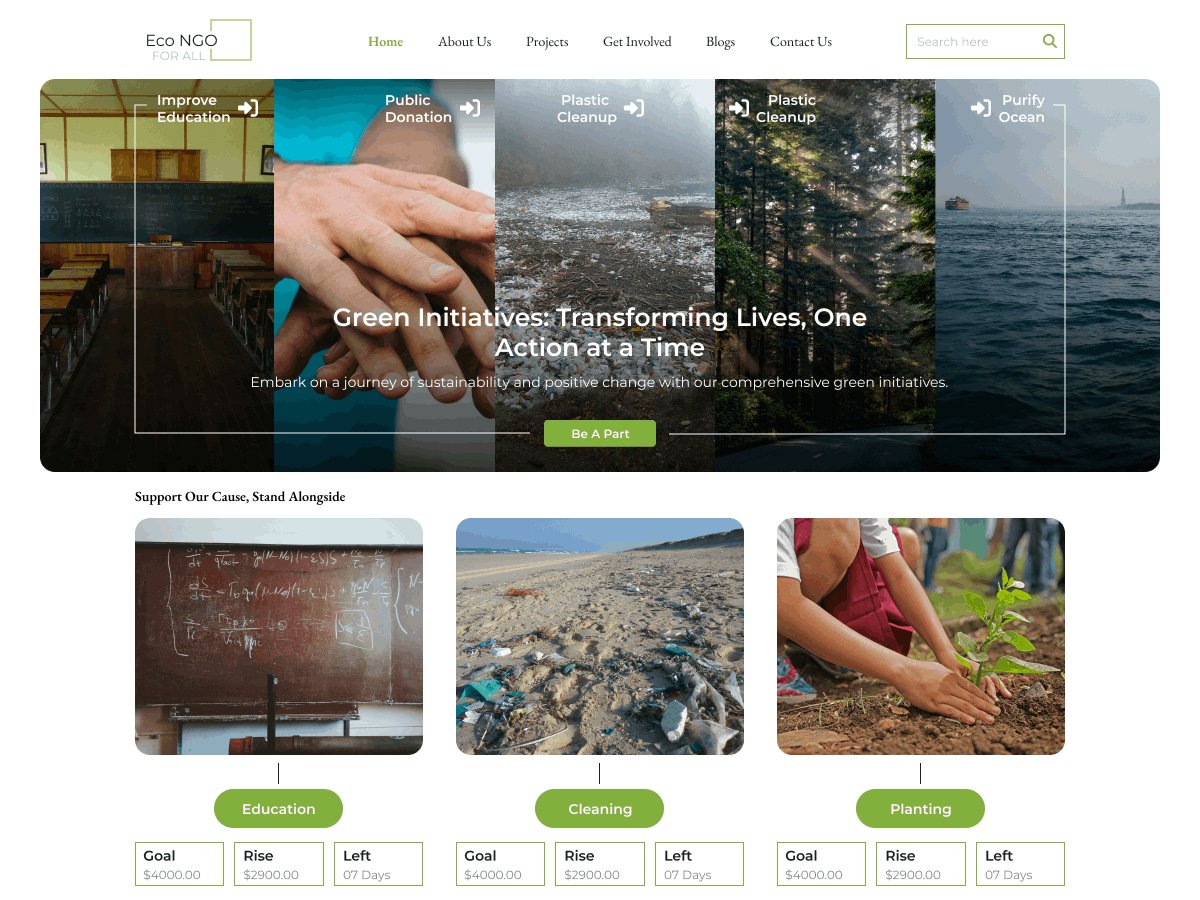 Eco NGO
FOR ALL
Home
About Us
Projects
Get Involved
Blogs
Contact Us
Search here
Improve
Education
Public
Donation
Plastic
Cleanup
Plastic
Cleanup
Purify
Ocean
Green Initiatives: Transforming Lives, One
Action at a Time
Embark on a journey of sustainability and positive change with our comprehensive green initiatives.
Be A Part
Support Our Cause, Stand Alongside
Education
Cleaning
Planting
Goal
$4000.00
Rise
$2900.00
Left
07 Days
Goal
$4000.00
Rise
$2900.00
Left
07 Days
Goal
$4000.00
Rise
$2900.00
Left
07 Days